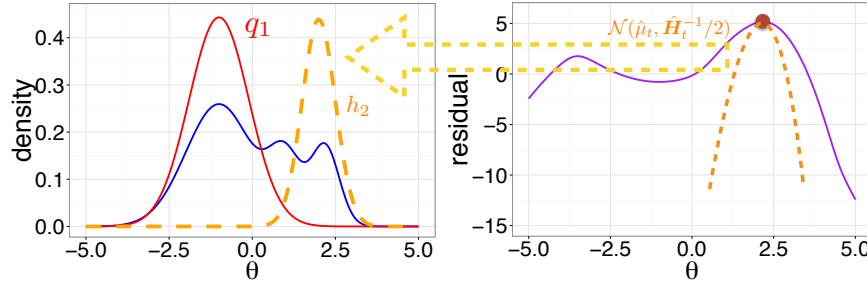 0.4
0.3
0.2
0.1
0.0
density
q₁
h₂
−5.0
−2.5
0.0
2.5
5.0
θ
𝒩(μ̂ₜ, Ĥₜ⁻¹/2)
5
0
−5
−10
−15
residual
−5.0
−2.5
0.0
2.5
5.0
θ